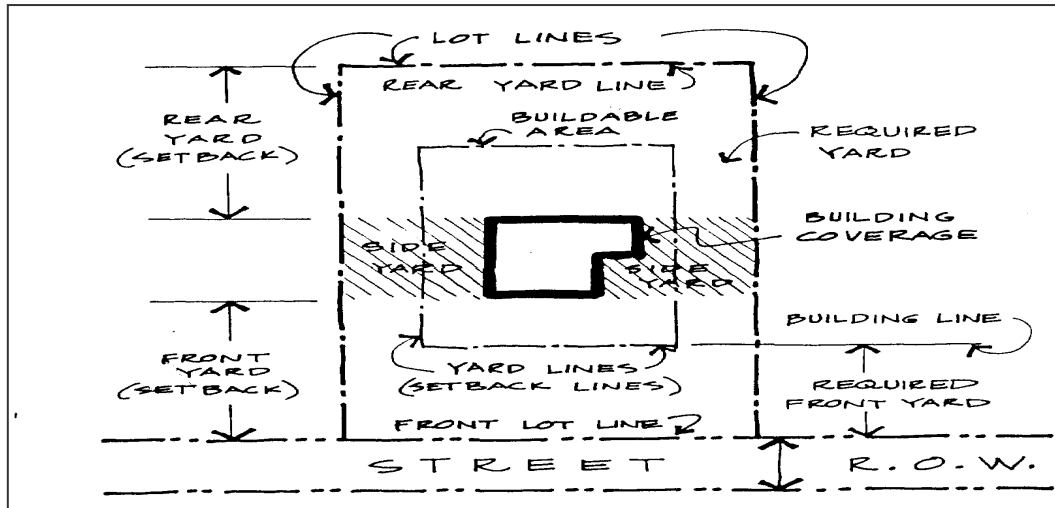 LOT LINES
REAR YARD LINE
BUILDABLE
AREA
REAR
YARD
(SETBACK)
REQUIRED
YARD
BUILDING
COVERAGE
SIDE
YARD
SIDE
YARD
BUILDING LINE
FRONT
YARD
(SETBACK)
YARD LINES
(SETBACK LINES)
REQUIRED
FRONT YARD
FRONT LOT LINE
STREET
R.O.W.